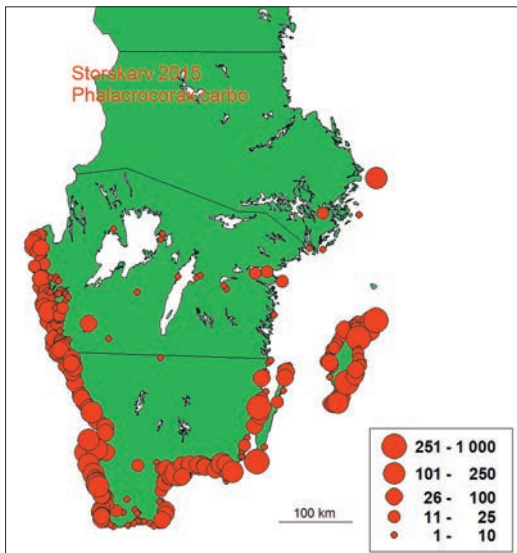 Storskarv 2015
Phalacrocorax carbo
251 - 1 000
101 - 250
26 - 100
11 - 25
1 - 10
100 km